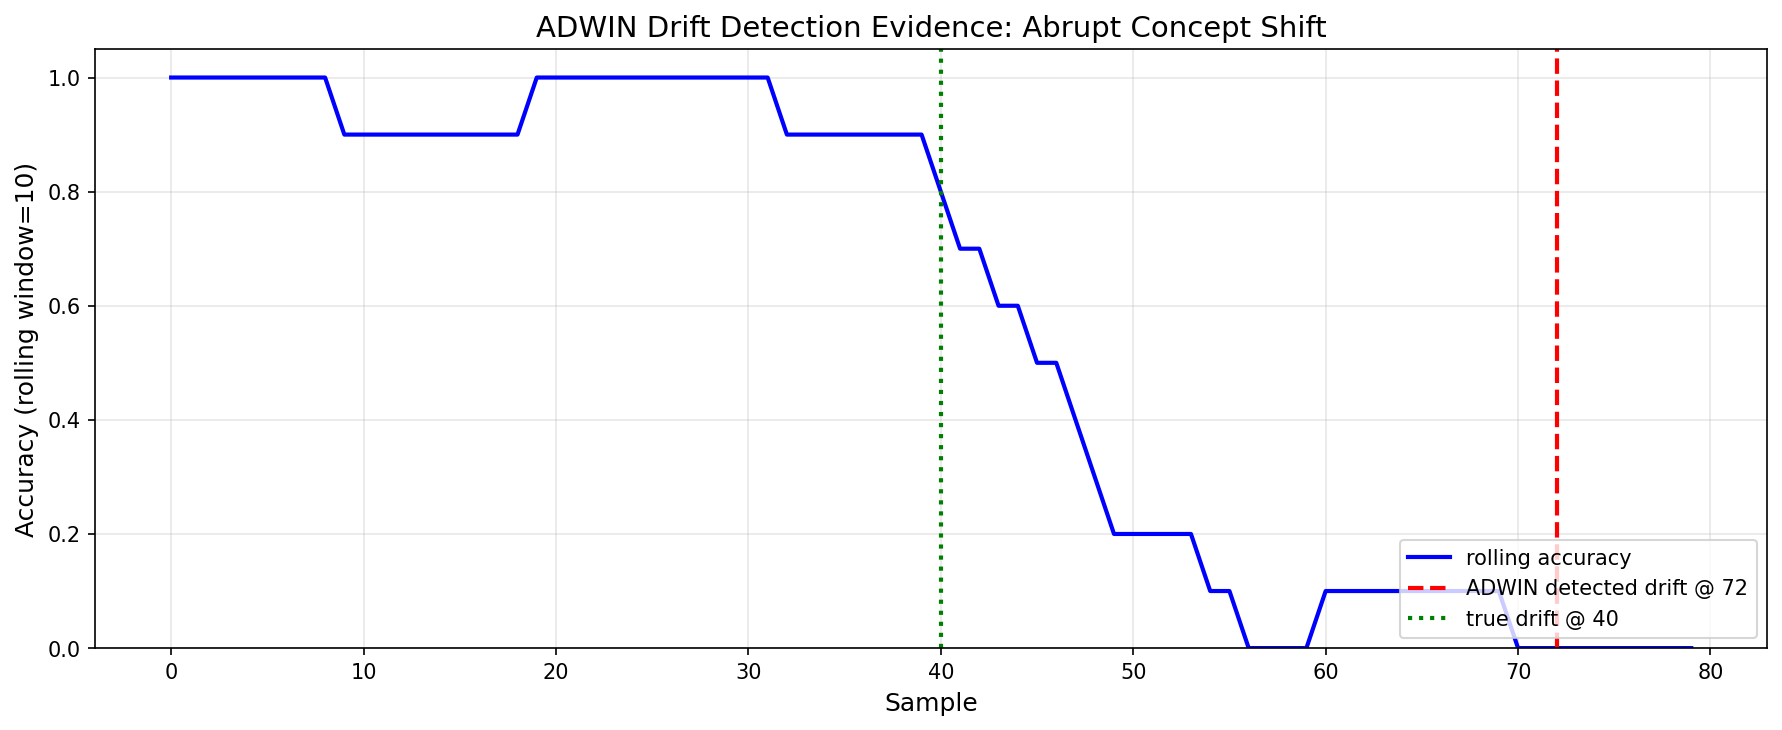 ADWIN Drift Detection Evidence: Abrupt Concept Shift
Accuracy (rolling window=10)
1.0
0.8
0.6
0.4
0.2
0.0
rolling accuracy
ADWIN detected drift @ 72
true drift @ 40
0 10 20 30 40 50 60 70 80
Sample